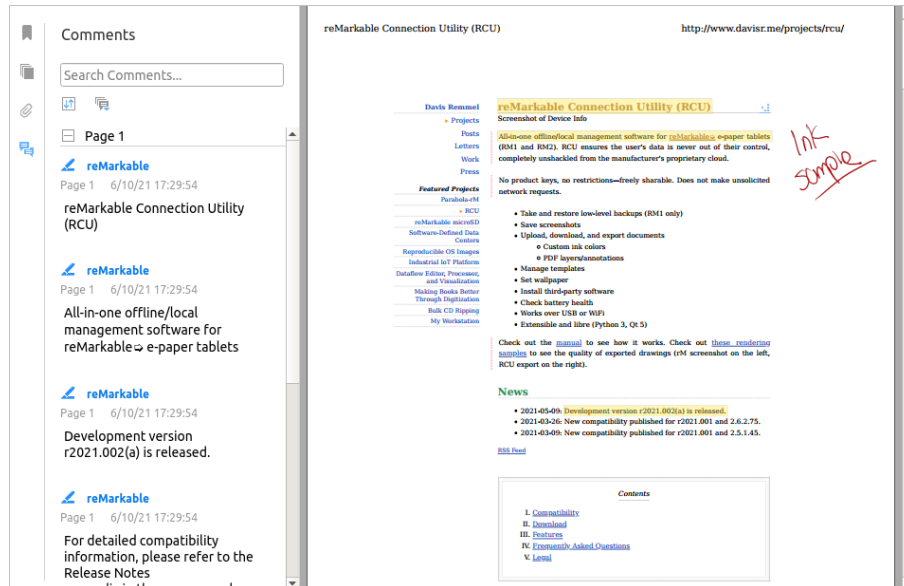 Comments
Search Comments...
Page 1
reMarkable
Page 1 6/10/21 17:29:54
reMarkable Connection Utility
(RCU)
reMarkable
Page 1 6/10/21 17:29:54
All-in-one offline/local
management software for
reMarkable➭ e-paper tablets
reMarkable
Page 1 6/10/21 17:29:54
Development version
r2021.002(a) is released.
reMarkable
Page 1 6/10/21 17:29:54
For detailed compatibility
information, please refer to the
Release Notes
reMarkable Connection Utility (RCU) http://www.davisr.me/projects/rcu/
Davis Remmel
▸ Projects
Posts
Letters
Work
Press
Featured Projects
Parabola-rM
▸ RCU
reMarkable microSD
Software-Defined Data
Centers
Reproducible OS Images
Industrial IoT Platform
Dataflow Editor, Processor,
and Visualization
Making Books Better
Through Digitization
Bulk CD Ripping
My Workstation
reMarkable Connection Utility (RCU)
Screenshot of Device Info
All-in-one offline/local management software for reMarkable➭ e-paper tablets
(RM1 and RM2). RCU ensures the user's data is never out of their control,
completely unshackled from the manufacturer's proprietary cloud.
No product keys, no restrictions—freely sharable. Does not make unsolicited
network requests.
• Take and restore low-level backups (RM1 only)
• Save screenshots
• Upload, download, and export documents
o Custom ink colors
o PDF layers/annotations
• Manage templates
• Set wallpaper
• Install third-party software
• Check battery health
• Works over USB or WiFi
• Extensible and libre (Python 3, Qt 5)
Check out the manual to see how it works. Check out these rendering
samples to see the quality of exported drawings (rM screenshot on the left,
RCU export on the right).
News
• 2021-05-09: Development version r2021.002(a) is released.
• 2021-03-26: New compatibility published for r2021.001 and 2.6.2.75.
• 2021-03-09: New compatibility published for r2021.001 and 2.5.1.45.
RSS Feed
Contents
I. Compatibility
II. Download
III. Features
IV. Frequently Asked Questions
V. Legal
Ink
sample